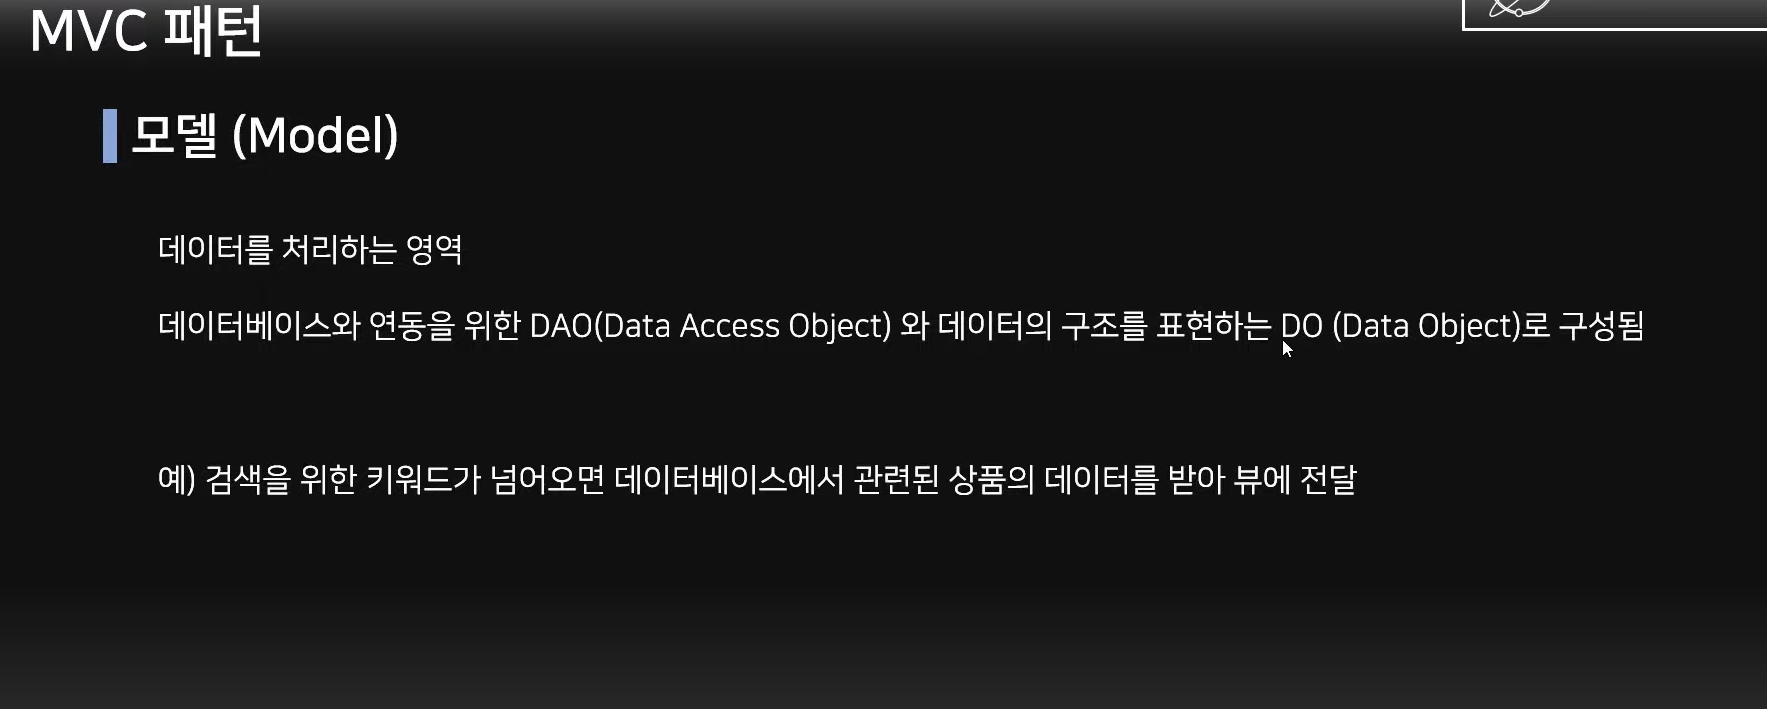 MVC 패턴
모델 (Model)
데이터를 처리하는 영역
데이터베이스와 연동을 위한 DAO(Data Access Object) 와 데이터의 구조를 표현하는 DO (Data Object)로 구성됨
예) 검색을 위한 키워드가 넘어오면 데이터베이스에서 관련된 상품의 데이터를 받아 뷰에 전달